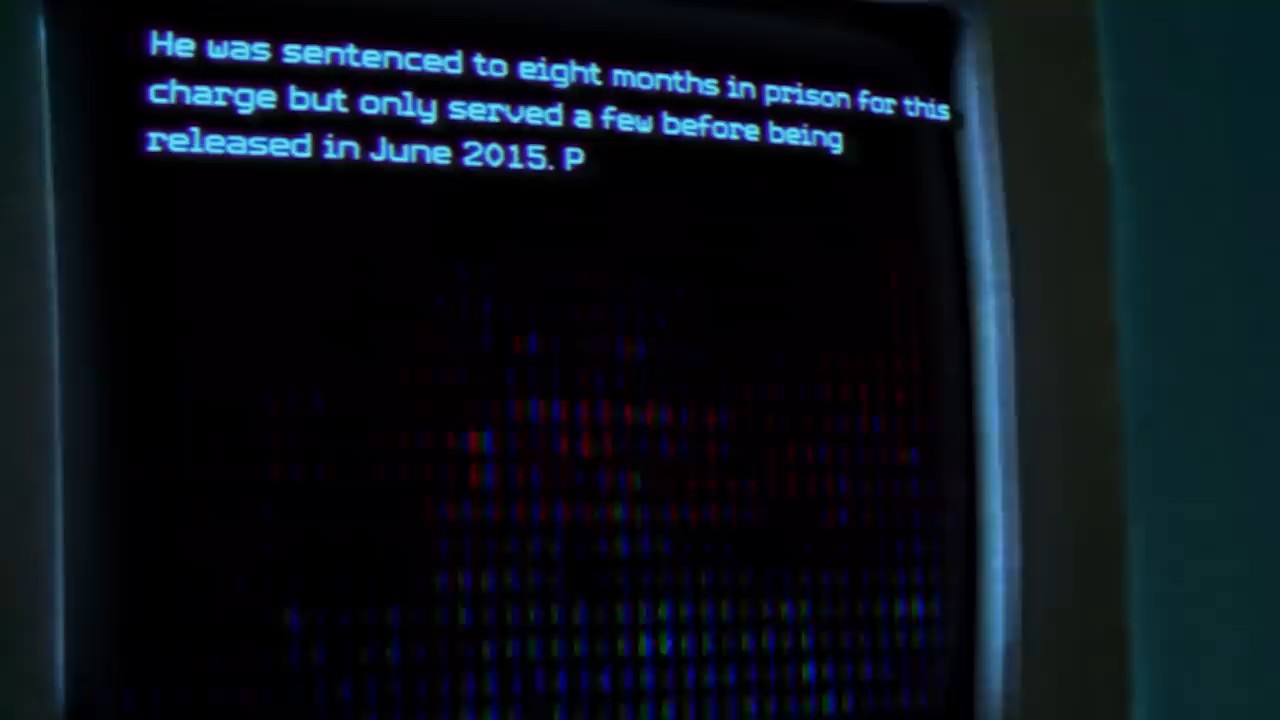 He was sentenced to eight months in prison for this
charge but only served a few before being
released in June 2015. P